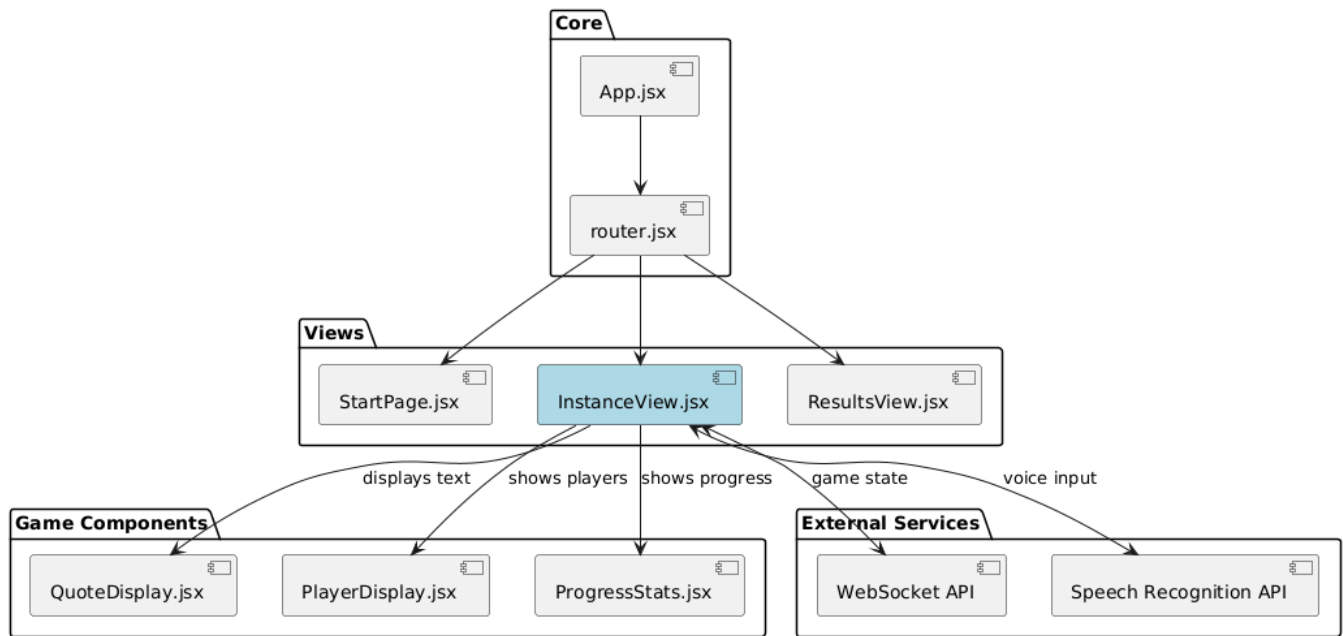 Core
App.jsx
router.jsx
Views
StartPage.jsx
InstanceView.jsx
ResultsView.jsx
displays text
shows players
shows progress
game state
voice input
Game Components
QuoteDisplay.jsx
PlayerDisplay.jsx
ProgressStats.jsx
External Services
WebSocket API
Speech Recognition API